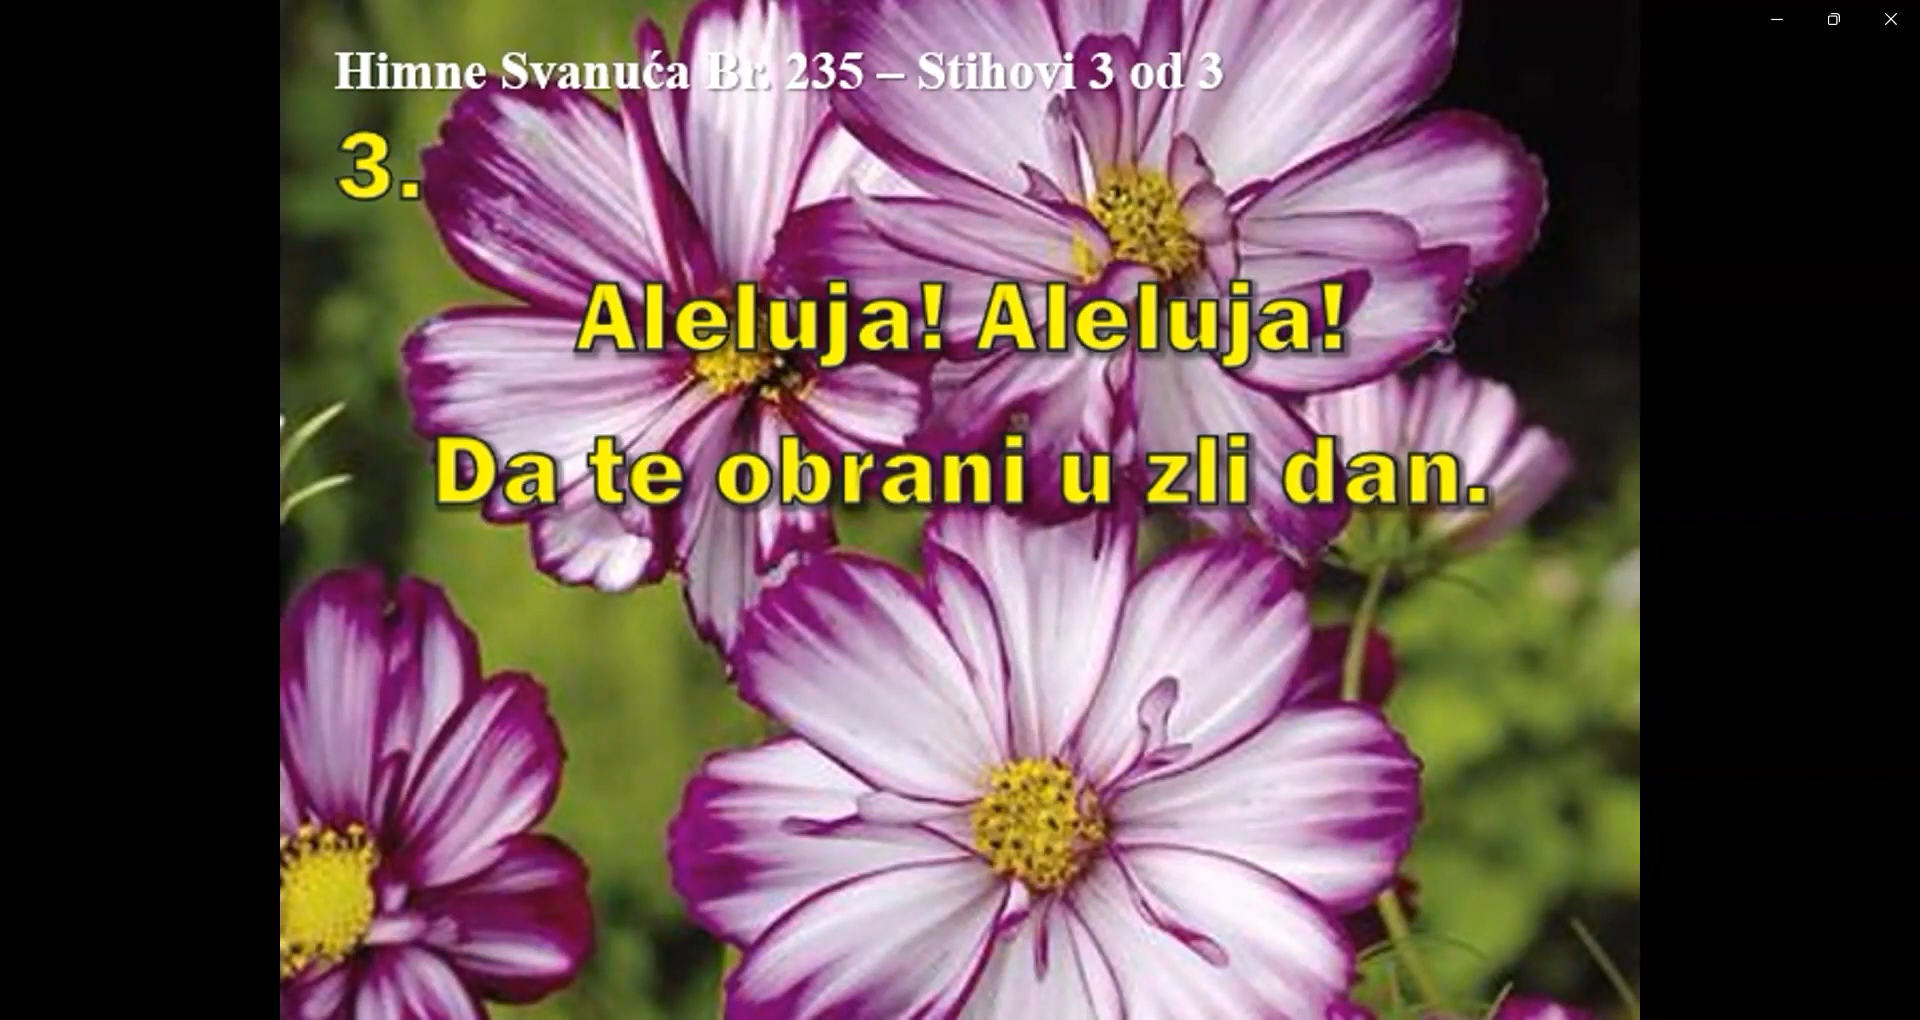 Himne Svanuća Br. 235 – Stihovi 3 od 3
3.
Aleluja! Aleluja!
Da te obrani u zli dan.